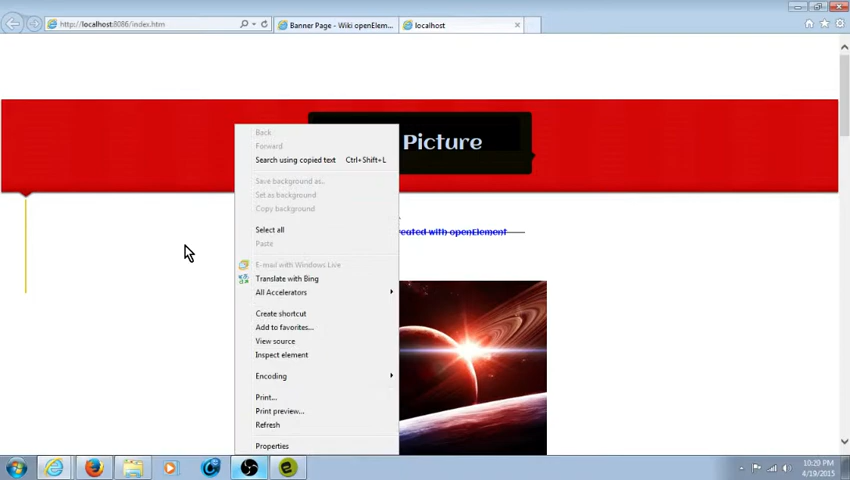 http://localhost:8086/index.htm
Banner Page - Wiki openElem...
localhost
Picture
Back
Forward
Search using copied text Ctrl+Shift+L
Save background as..
Set as background
Copy background
eated with openElement
Select all
Paste
E-mail with Windows Live
Translate with Bing
All Accelerators
Create shortcut
Add to favorites...
View source
Inspect element
Encoding
Print...
Print preview...
Refresh
Properties
10:29 PM
4/19/2015